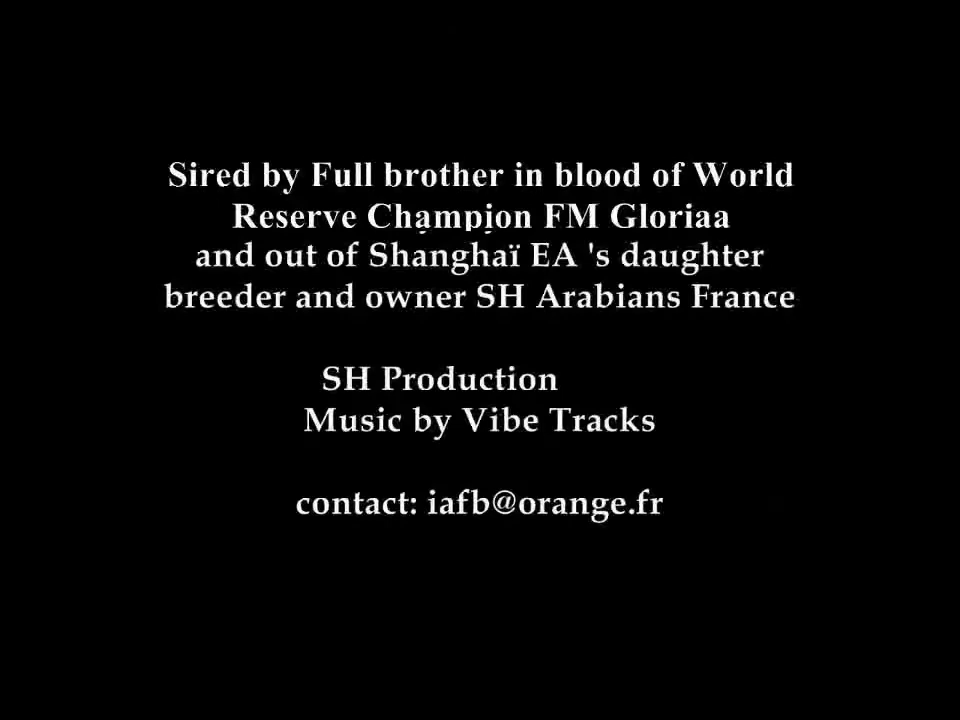 Sired by Full brother in blood of World
Reserve Champion FM Gloriaa
and out of Shanghaï EA 's daughter
breeder and owner SH Arabians France
SH Production
Music by Vibe Tracks
contact: iafb@orange.fr